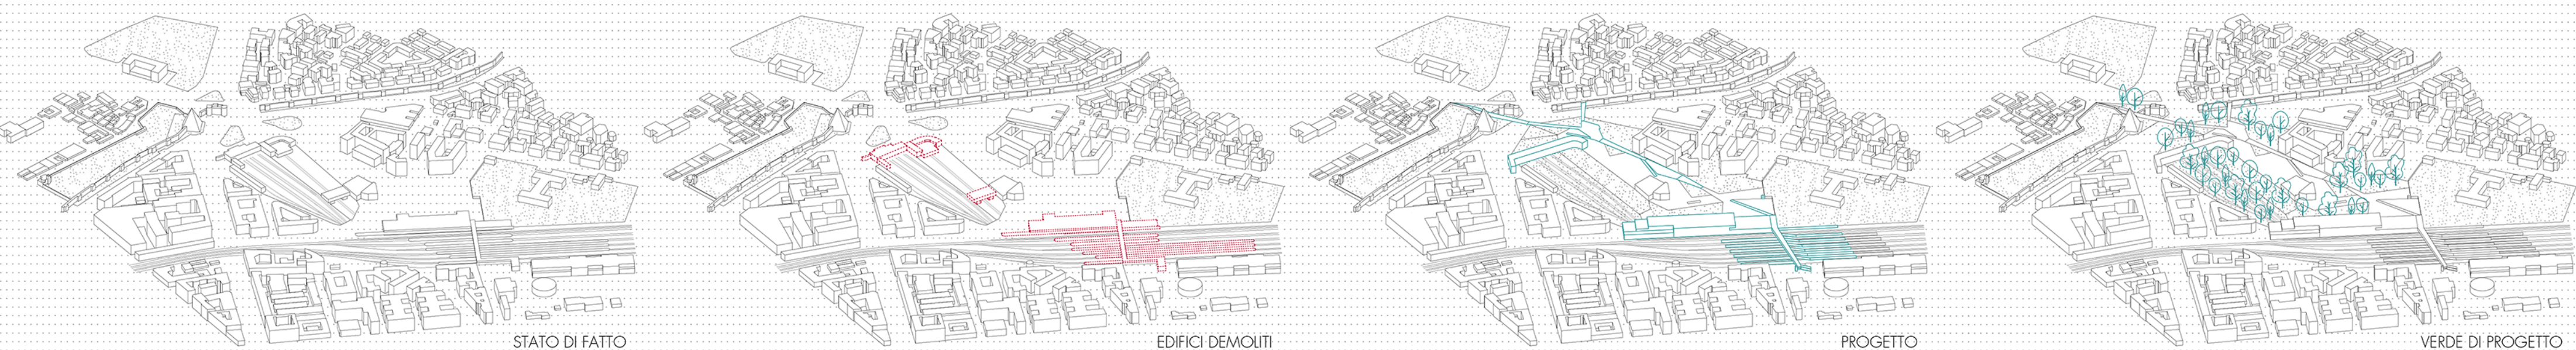 STATO DI FATTO
EDIFICI DEMOLITI
PROGETTO
VERDE DI PROGETTO